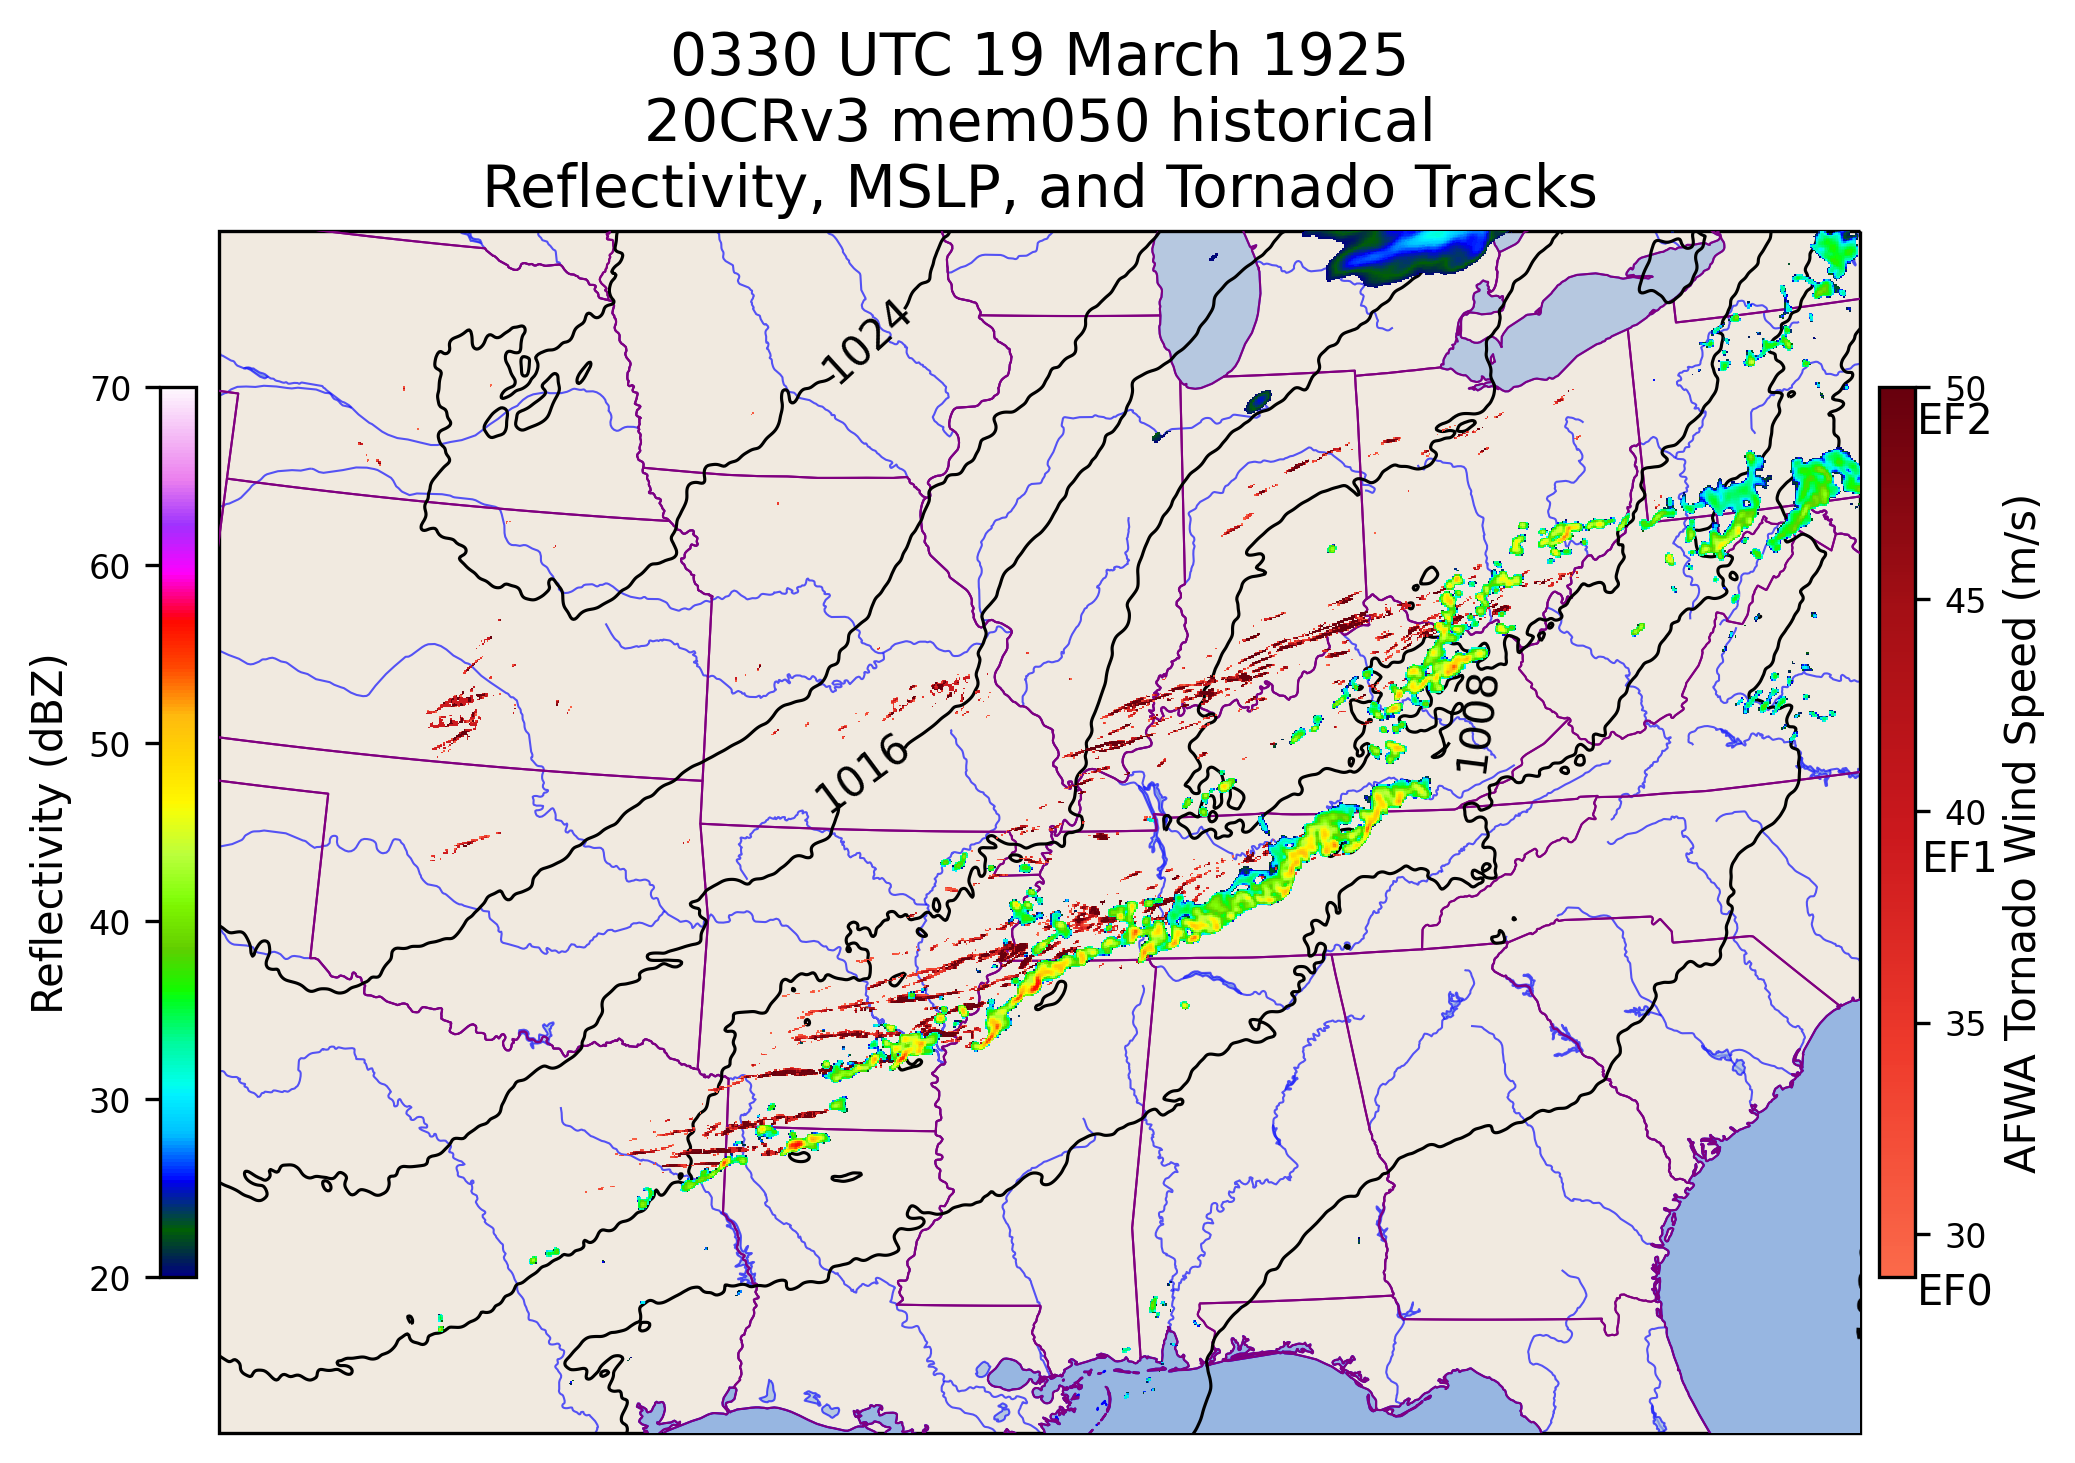 0330 UTC 19 March 1925
20CRv3 mem050 historical
Reflectivity, MSLP, and Tornado Tracks
1024
1016
1008
70
60
50
40
30
20
Reflectivity (dBZ)
50
EF2
45
40
EF1
35
30
EF0
AFWA Tornado Wind Speed (m/s)